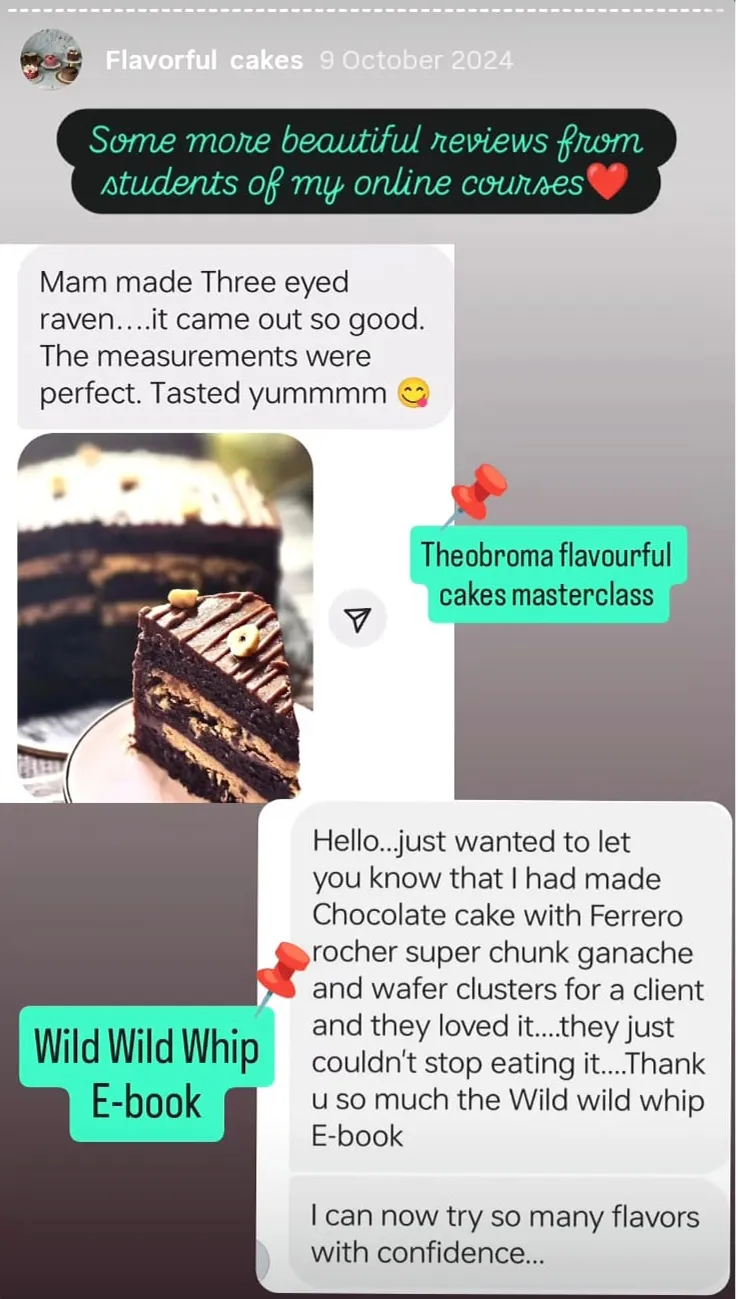 Flavorful cakes 9 October 2024
Some more beautiful reviews from
students of my online courses❤️
Mam made Three eyed
raven....it came out so good.
The measurements were
perfect. Tasted yummmm 😋
Theobroma flavourful
cakes masterclass
Hello...just wanted to let
you know that I had made
Chocolate cake with Ferrero
rocher super chunk ganache
and wafer clusters for a client
and they loved it....they just
couldn't stop eating it....Thank
u so much the Wild wild whip
E-book
Wild Wild Whip
E-book
I can now try so many flavors
with confidence...